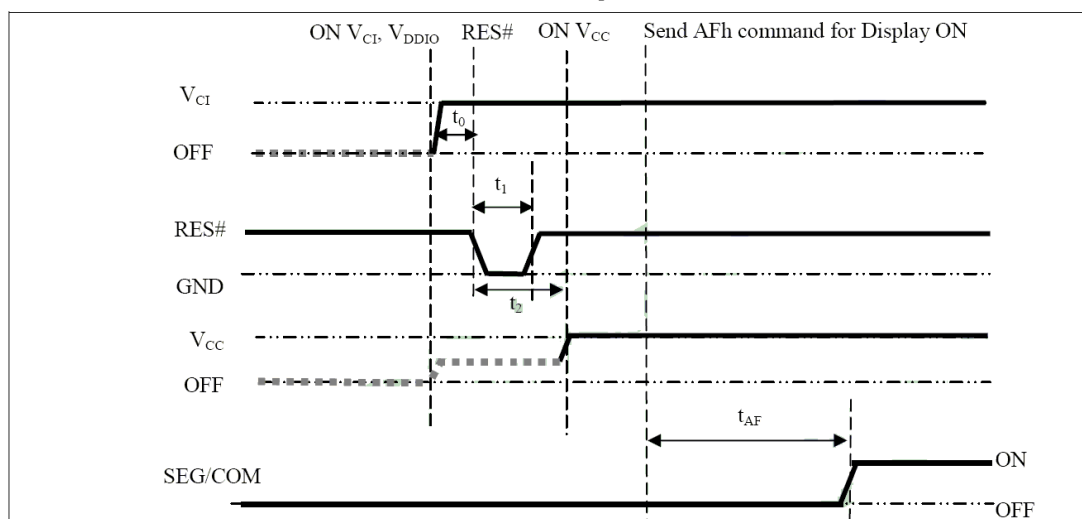 ON VCI, VDDIO RES# ON VCC Send AFh command for Display ON
VCI
t0
OFF
t1
RES#
GND
t2
VCC
OFF
tAF
SEG/COM
ON
OFF